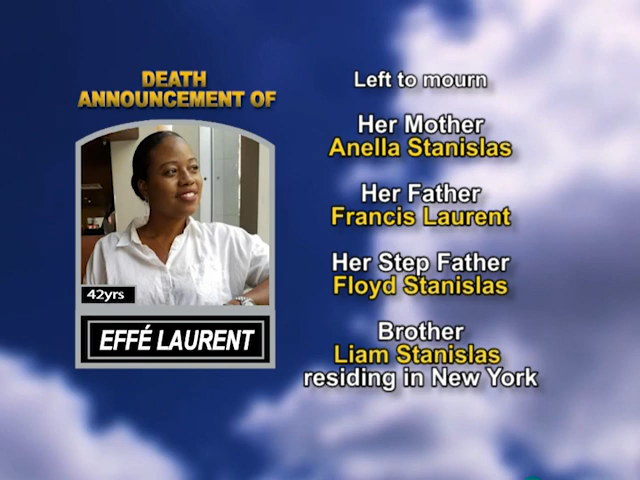 DEATH
ANNOUNCEMENT OF
42yrs
EFFÉ LAURENT
Left to mourn
Her Mother
Anella Stanislas
Her Father
Francis Laurent
Her Step Father
Floyd Stanislas
Brother
Liam Stanislas
residing in New York